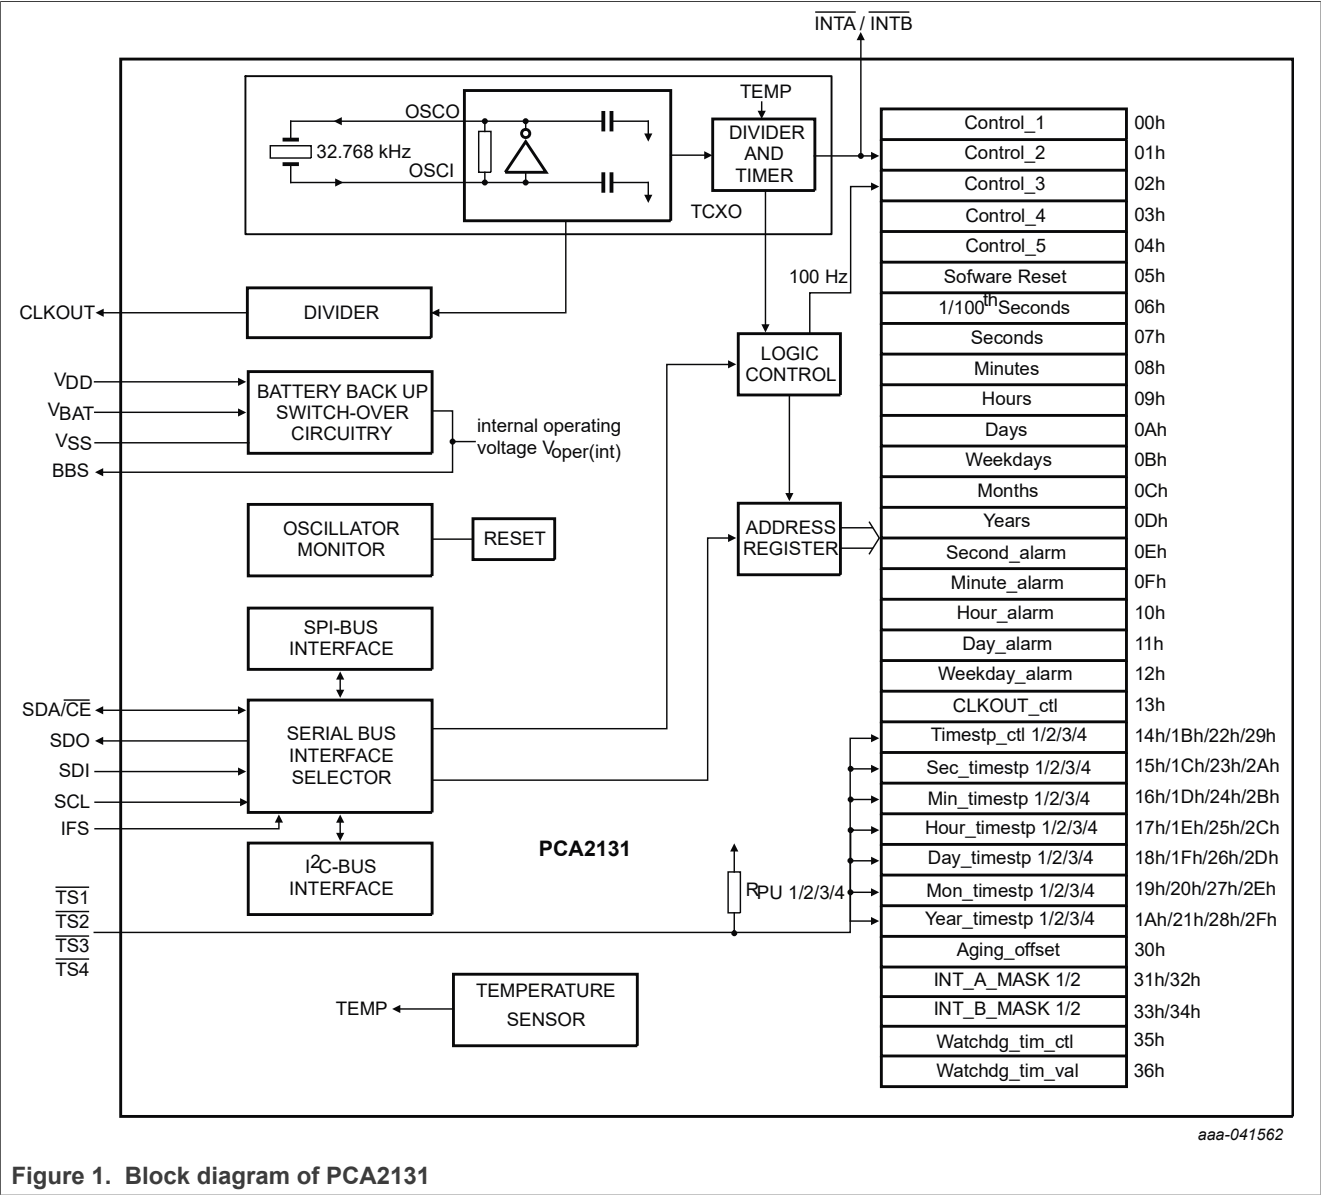 INTA / INTB
OSCO
32.768 kHz
OSCI
TEMP
DIVIDER
AND
TIMER
TCXO
100 Hz
CLKOUT
DIVIDER
VDD
VBAT
VSS
BBS
BATTERY BACK UP
SWITCH-OVER
CIRCUITRY
internal operating
voltage Voper(int)
LOGIC
CONTROL
OSCILLATOR
MONITOR
RESET
ADDRESS
REGISTER
SPI-BUS
INTERFACE
SDA/CE
SDO
SDI
SCL
IFS
SERIAL BUS
INTERFACE
SELECTOR
I2C-BUS
INTERFACE
PCA2131
RPU 1/2/3/4
TS1
TS2
TS3
TS4
TEMP
TEMPERATURE
SENSOR
Control_1 00h
Control_2 01h
Control_3 02h
Control_4 03h
Control_5 04h
Sofware Reset 05h
1/100th Seconds 06h
Seconds 07h
Minutes 08h
Hours 09h
Days 0Ah
Weekdays 0Bh
Months 0Ch
Years 0Dh
Second_alarm 0Eh
Minute_alarm 0Fh
Hour_alarm 10h
Day_alarm 11h
Weekday_alarm 12h
CLKOUT_ctl 13h
Timestp_ctl 1/2/3/4 14h/1Bh/22h/29h
Sec_timestp 1/2/3/4 15h/1Ch/23h/2Ah
Min_timestp 1/2/3/4 16h/1Dh/24h/2Bh
Hour_timestp 1/2/3/4 17h/1Eh/25h/2Ch
Day_timestp 1/2/3/4 18h/1Fh/26h/2Dh
Mon_timestp 1/2/3/4 19h/20h/27h/2Eh
Year_timestp 1/2/3/4 1Ah/21h/28h/2Fh
Aging_offset 30h
INT_A_MASK 1/2 31h/32h
INT_B_MASK 1/2 33h/34h
Watchdg_tim_ctl 35h
Watchdg_tim_val 36h
aaa-041562
Figure 1. Block diagram of PCA2131